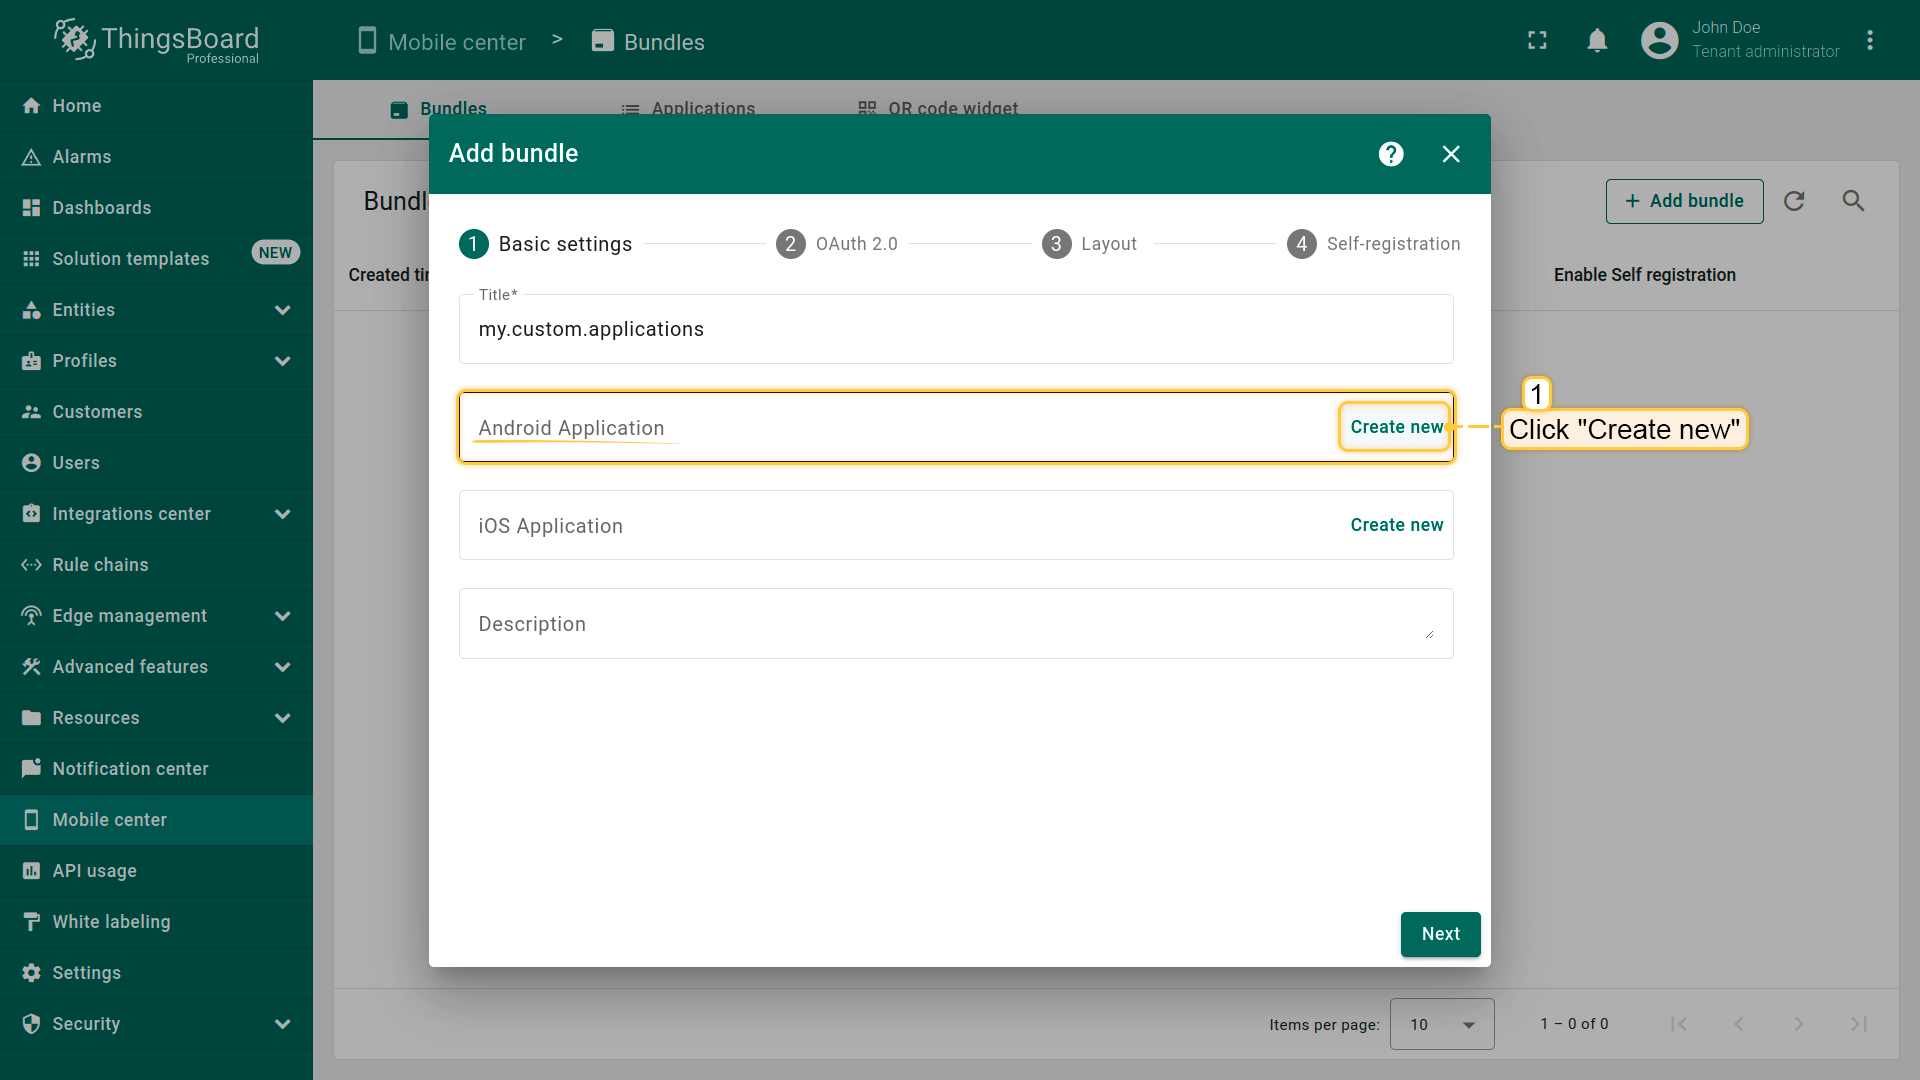 ThingsBoard
Professional
Mobile center > Bundles
John Doe
Tenant administrator
Home
Alarms
Dashboards
Solution templates NEW
Entities
Profiles
Customers
Users
Integrations center
Rule chains
Edge management
Advanced features
Resources
Notification center
Mobile center
API usage
White labeling
Settings
Security
Bundles
Applications
QR code widget
Add bundle
+ Add bundle
Enable Self registration
Add bundle
1 Basic settings
2 OAuth 2.0
3 Layout
4 Self-registration
Title*
my.custom.applications
Android Application
Create new
1
Click "Create new"
iOS Application
Create new
Description
Next
Items per page: 10
1 – 0 of 0